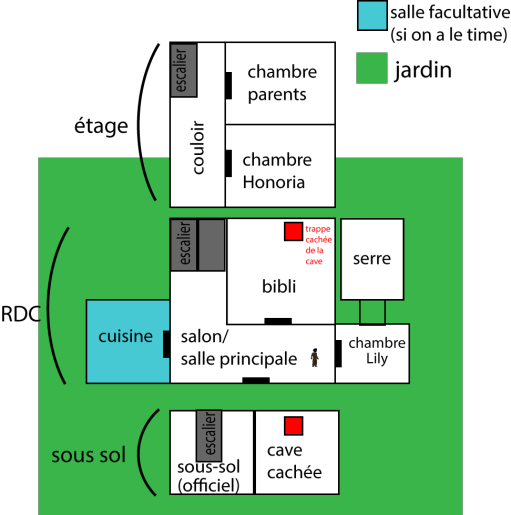 salle facultative
(si on a le time)
jardin
étage
escalier
couloir
chambre
parents
chambre
Honoria
RDC
escalier
trappe
cachée
de la
cave
bibli
serre
cuisine
salon/
salle principale
chambre
Lily
sous sol
escalier
sous-sol
(officiel)
cave
cachée